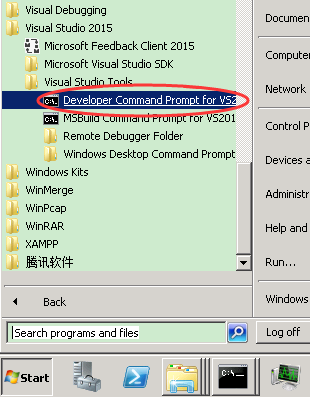 Visual Debugging
Visual Studio 2015
Microsoft Feedback Client 2015
Microsoft Visual Studio SDK
Visual Studio Tools
Developer Command Prompt for VS2
MSBuild Command Prompt for VS201
Remote Debugger Folder
Windows Desktop Command Prompt
Windows Kits
WinMerge
WinPcap
WinRAR
XAMPP
腾讯软件
Back
Search programs and files
Start
Documen
Computer
Network
Control P
Devices a
Administr
Help and
Run...
Windows
Log off